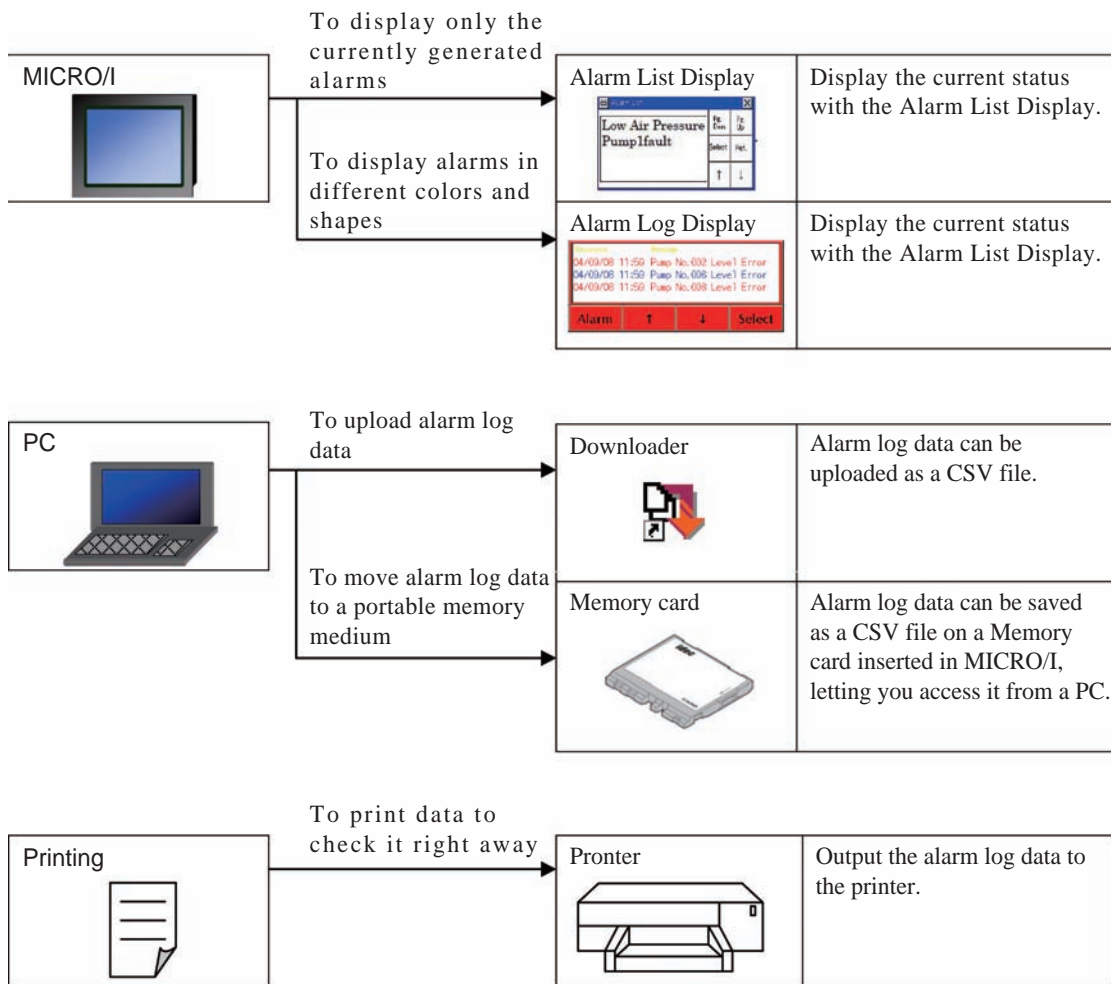 To display only the
currently generated
alarms
MICRO/I
Alarm List Display
Low Air Pressure
Pump1fault
Pg. Dwn
Pg. Up
Select
Ret.
↑ ↓
Display the current status
with the Alarm List Display.
To display alarms in
different colors and
shapes
Alarm Log Display
04/09/08 11:59 Pump No.002 Level Error
04/09/08 11:59 Pump No.006 Level Error
04/09/08 11:59 Pump No.008 Level Error
Alarm ↑ ↓ Select
Display the current status
with the Alarm List Display.
PC
To upload alarm log
data
Downloader
Alarm log data can be
uploaded as a CSV file.
To move alarm log data
to a portable memory
medium
Memory card
Alarm log data can be saved
as a CSV file on a Memory
card inserted in MICRO/I,
letting you access it from a PC.
Printing
To print data to
check it right away
Pronter
Output the alarm log data to
the printer.